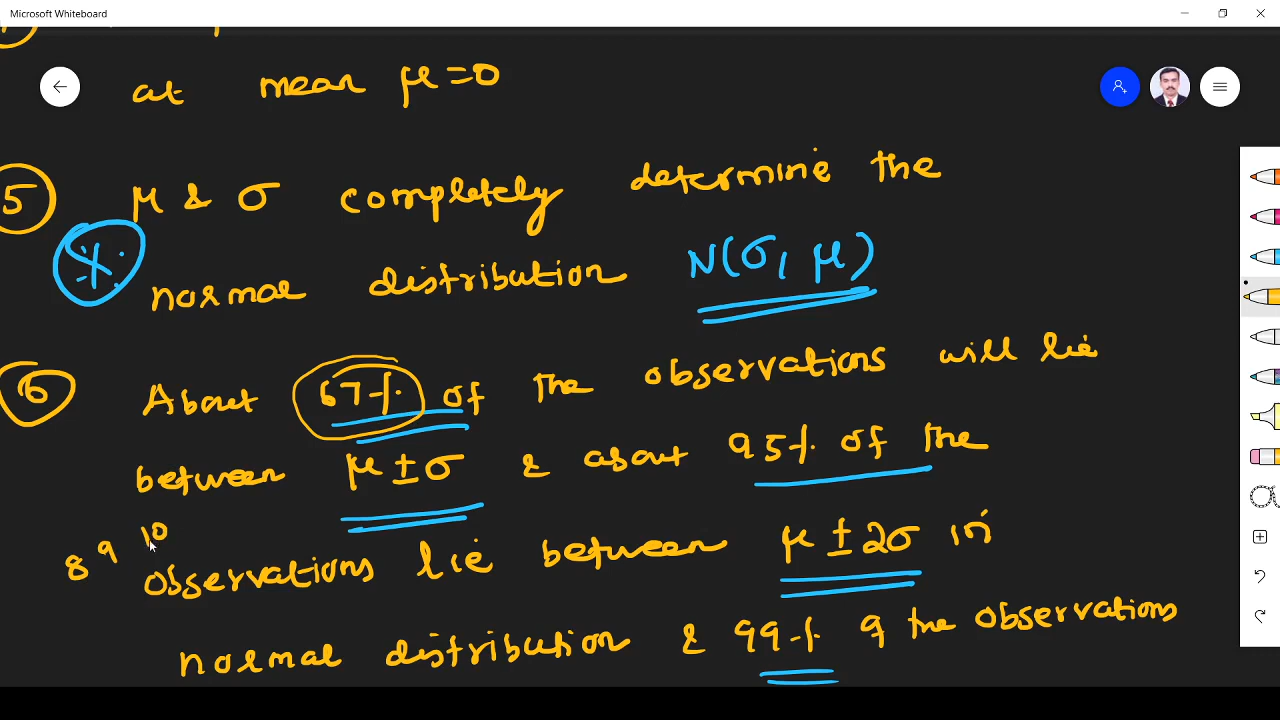 Microsoft Whiteboard
at mean μ=0
5 μ & σ completely determine the
normal distribution N(σ, μ)
6 About 67% of the observations will lie
between μ ± σ & about 95% of the
8 9 10
observations lie between μ ± 2σ in
normal distribution & 99% of the observations